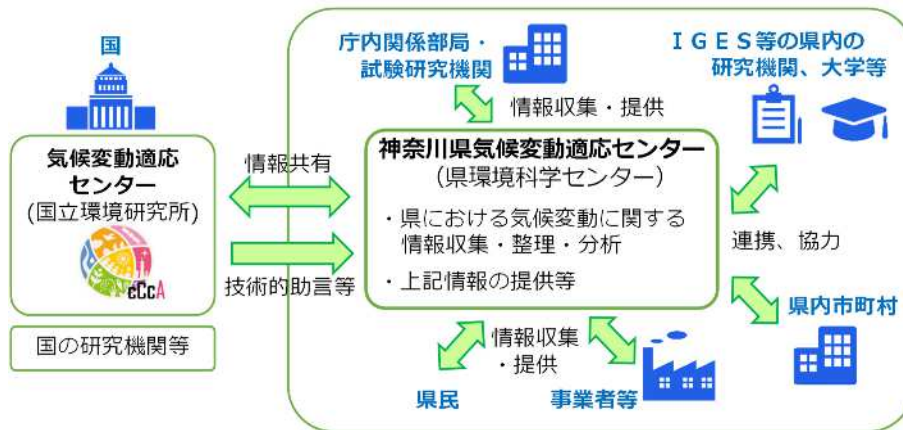 国
気候変動適応
センター
(国立環境研究所)
CCCA
国の研究機関等
情報共有
技術的助言等
庁内関係部局・
試験研究機関
情報収集・提供
ＩＧＥＳ等の県内の
研究機関、大学等
神奈川県気候変動適応センター
（県環境科学センター）
・県における気候変動に関する
情報収集・整理・分析
・上記情報の提供等
連携、協力
県内市町村
情報収集
・提供
県民
事業者等